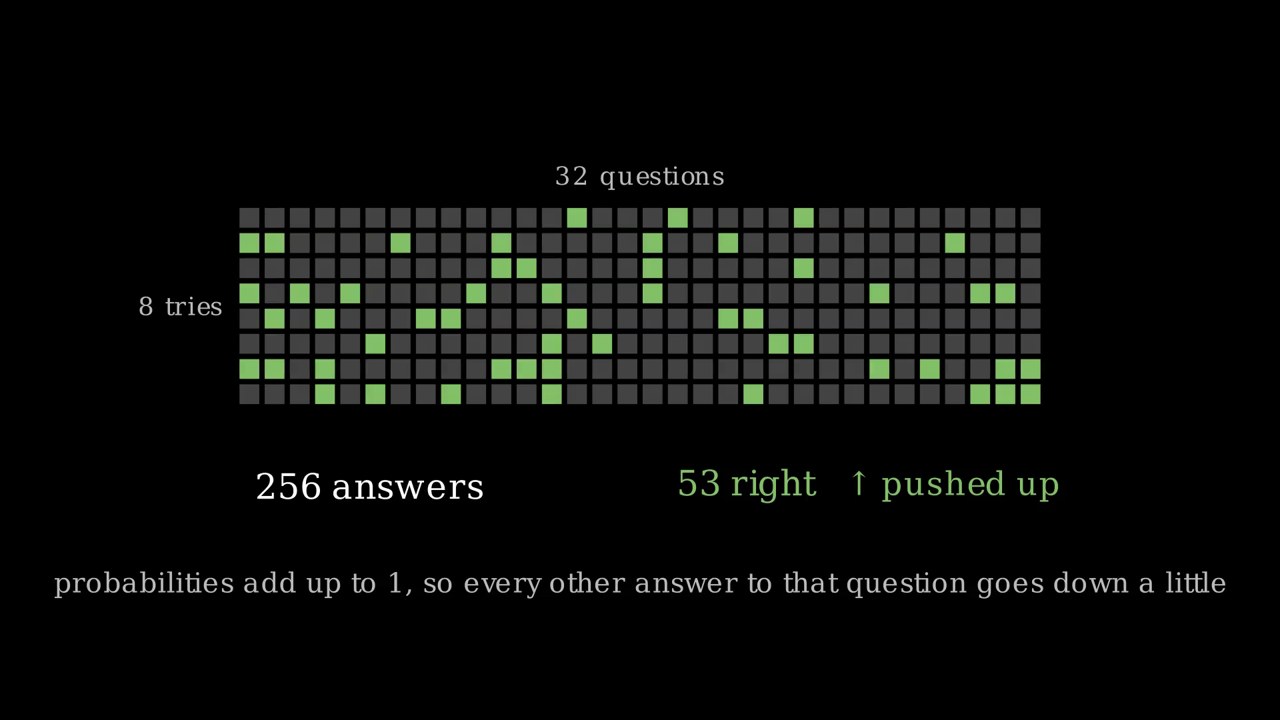 32 questions
8 tries
256 answers
53 right ↑ pushed up
probabilities add up to 1, so every other answer to that question goes down a little